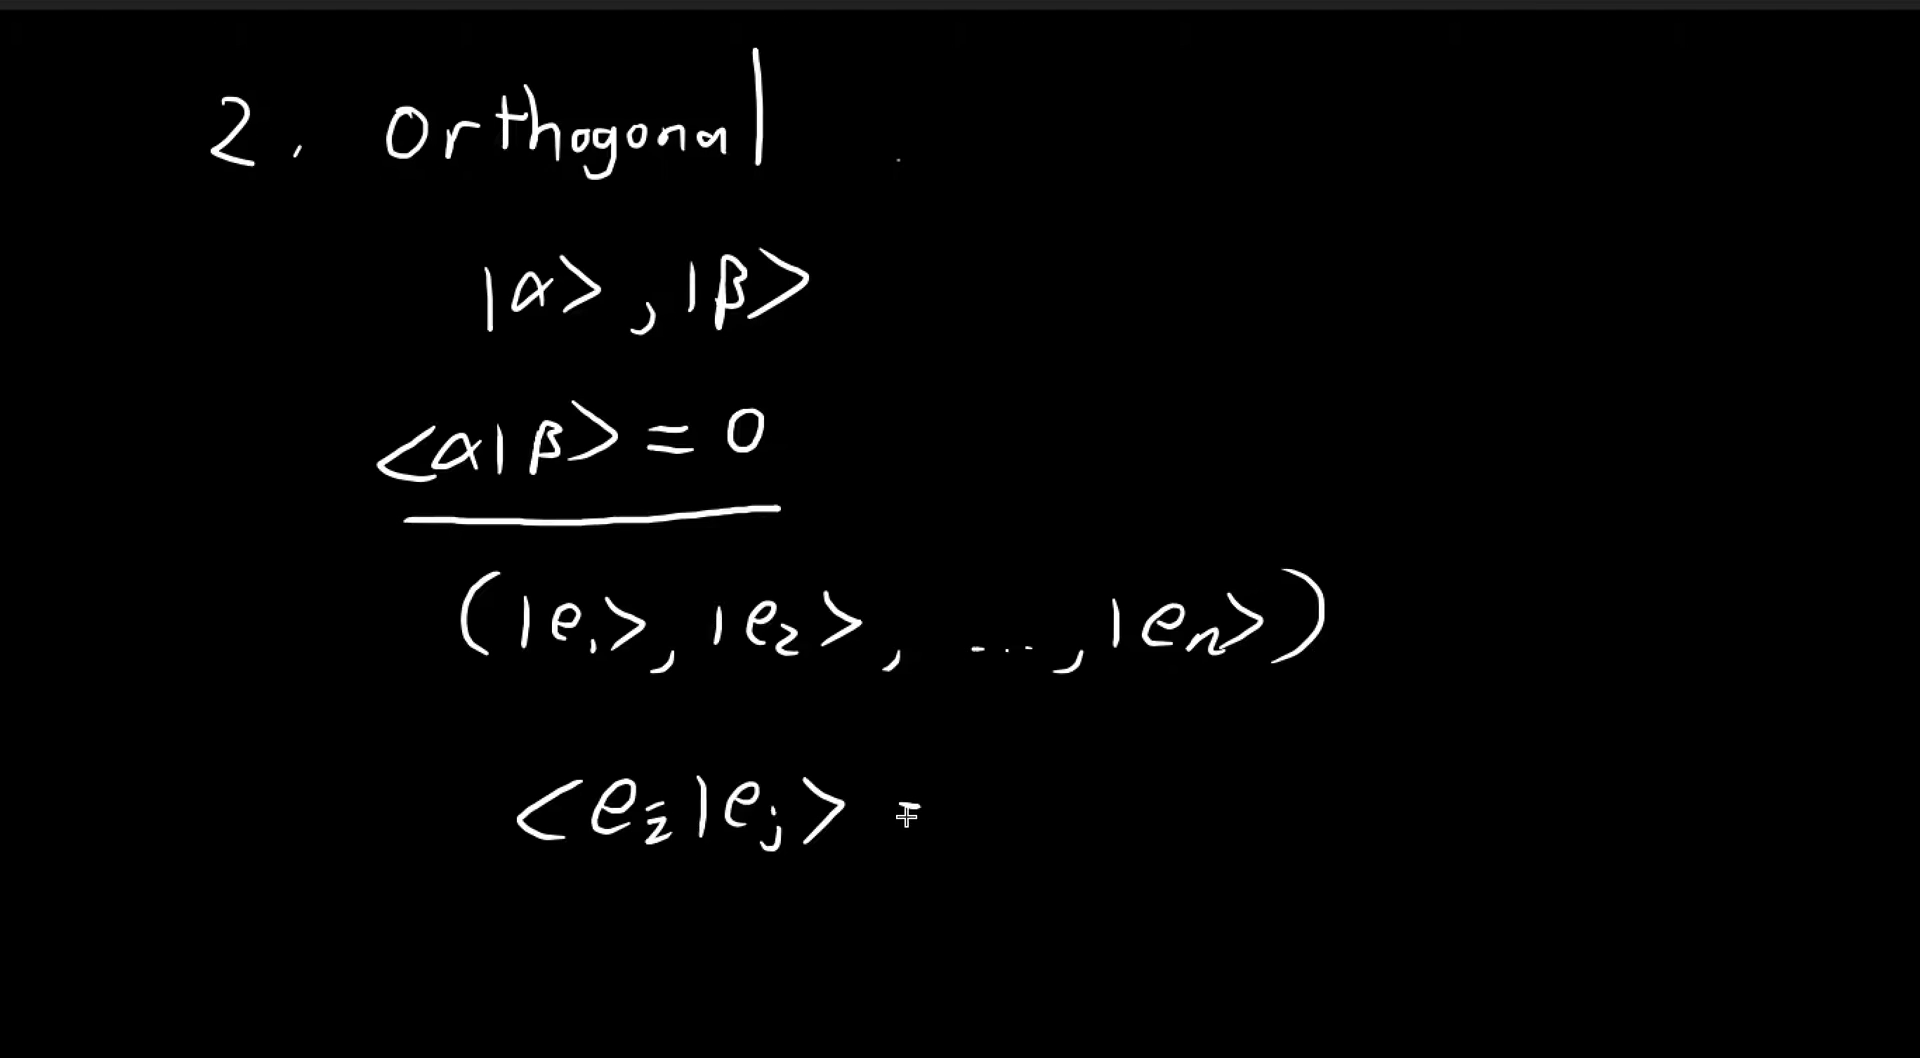 2. Orthogonal
|α>, |β>
<α|β> = 0
(|e₁>, |e₂>, ..., |eₙ>)
<eᵢ|eⱼ> =